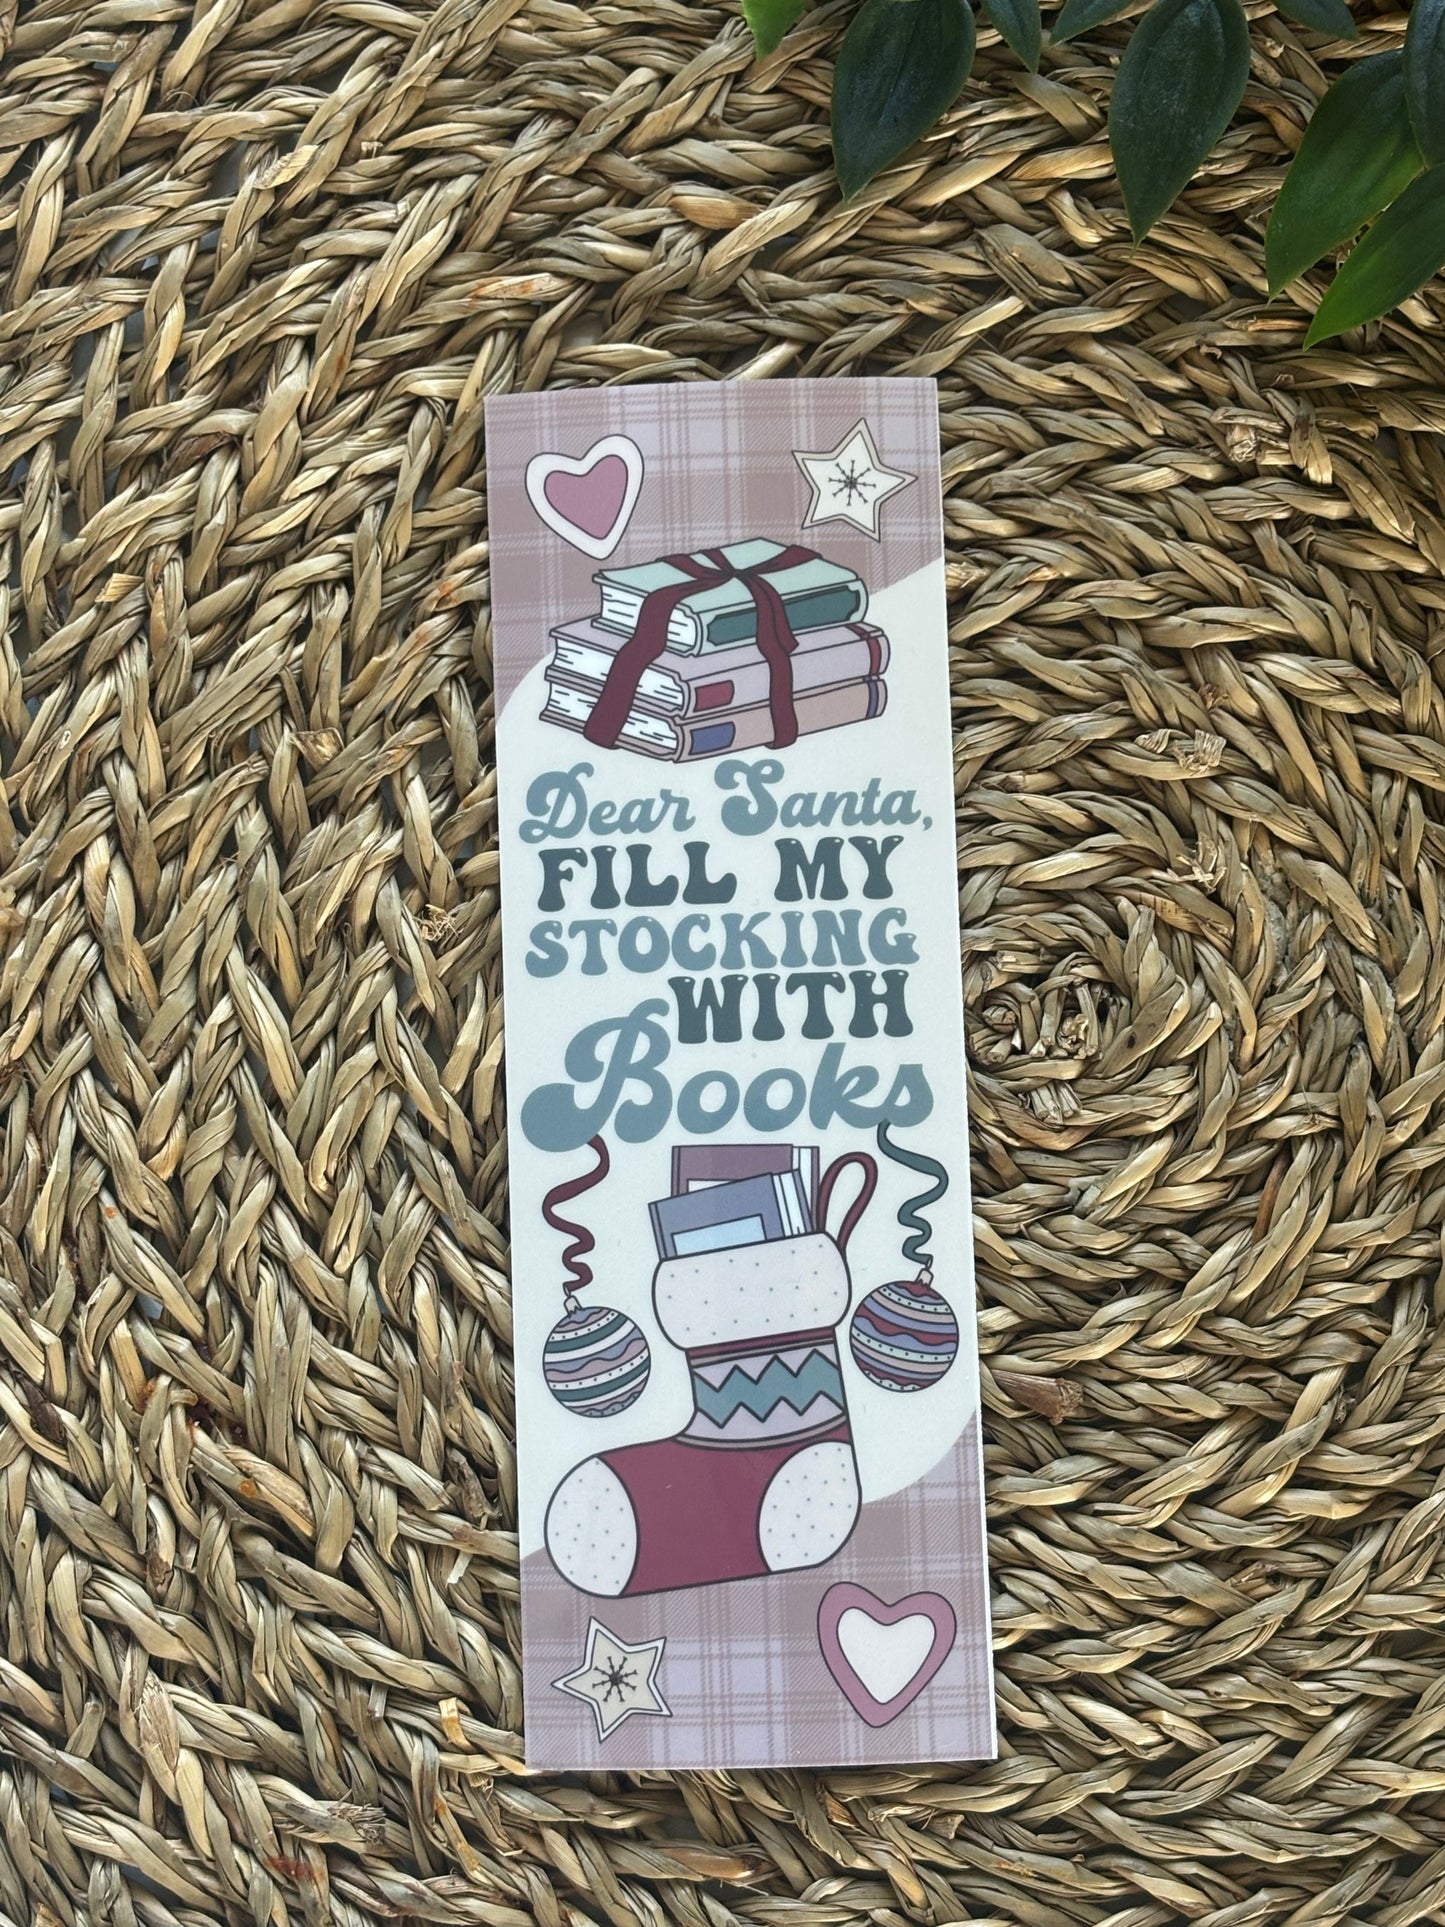 Dear Santa,
FILL MY
STOCKING
WITH
Books